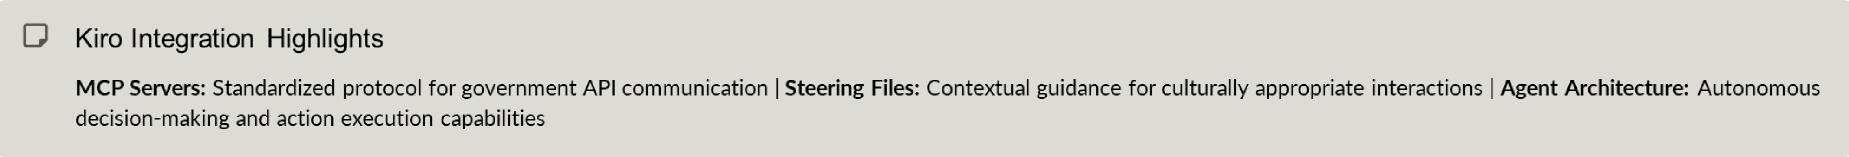 Kiro Integration Highlights
MCP Servers: Standardized protocol for government API communication | Steering Files: Contextual guidance for culturally appropriate interactions | Agent Architecture: Autonomous
decision-making and action execution capabilities